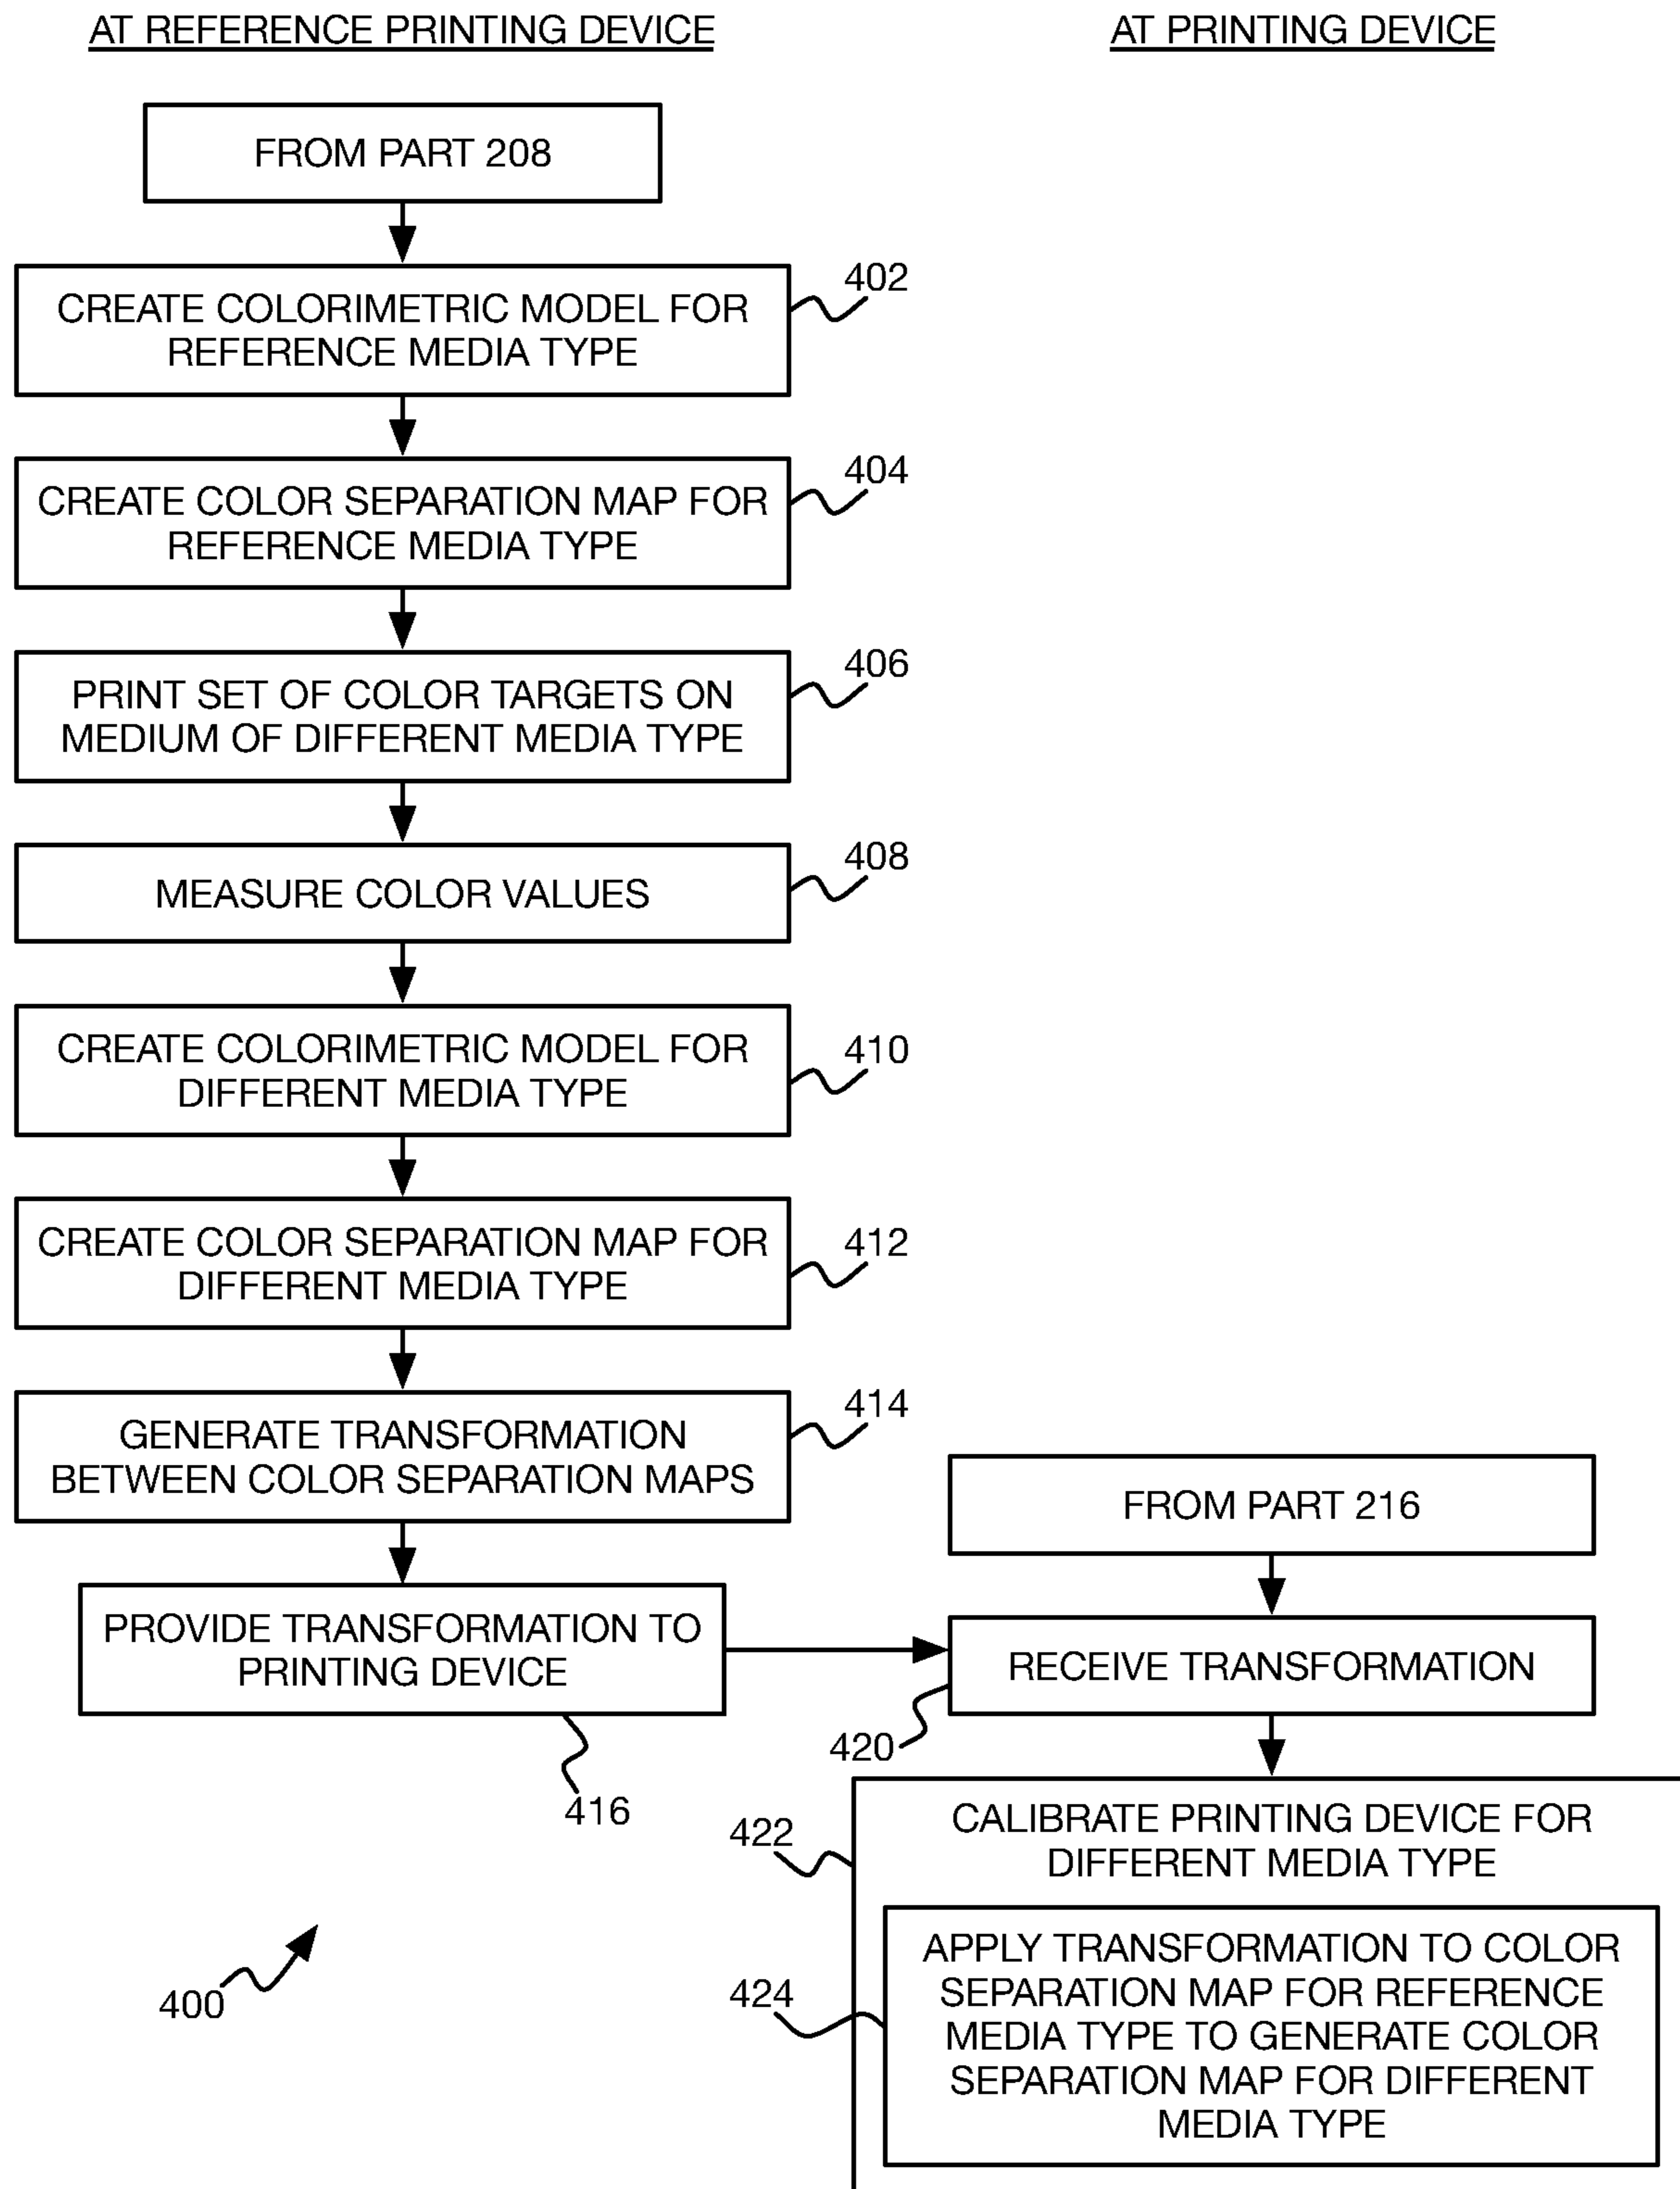 AT REFERENCE PRINTING DEVICE
AT PRINTING DEVICE
FROM PART 208
CREATE COLORIMETRIC MODEL FOR
REFERENCE MEDIA TYPE
402
CREATE COLOR SEPARATION MAP FOR
REFERENCE MEDIA TYPE
404
PRINT SET OF COLOR TARGETS ON
MEDIUM OF DIFFERENT MEDIA TYPE
406
MEASURE COLOR VALUES
408
CREATE COLORIMETRIC MODEL FOR
DIFFERENT MEDIA TYPE
410
CREATE COLOR SEPARATION MAP FOR
DIFFERENT MEDIA TYPE
412
GENERATE TRANSFORMATION
BETWEEN COLOR SEPARATION MAPS
414
PROVIDE TRANSFORMATION TO
PRINTING DEVICE
416
FROM PART 216
RECEIVE TRANSFORMATION
420
CALIBRATE PRINTING DEVICE FOR
DIFFERENT MEDIA TYPE
422
APPLY TRANSFORMATION TO COLOR
SEPARATION MAP FOR REFERENCE
MEDIA TYPE TO GENERATE COLOR
SEPARATION MAP FOR DIFFERENT
MEDIA TYPE
424
400